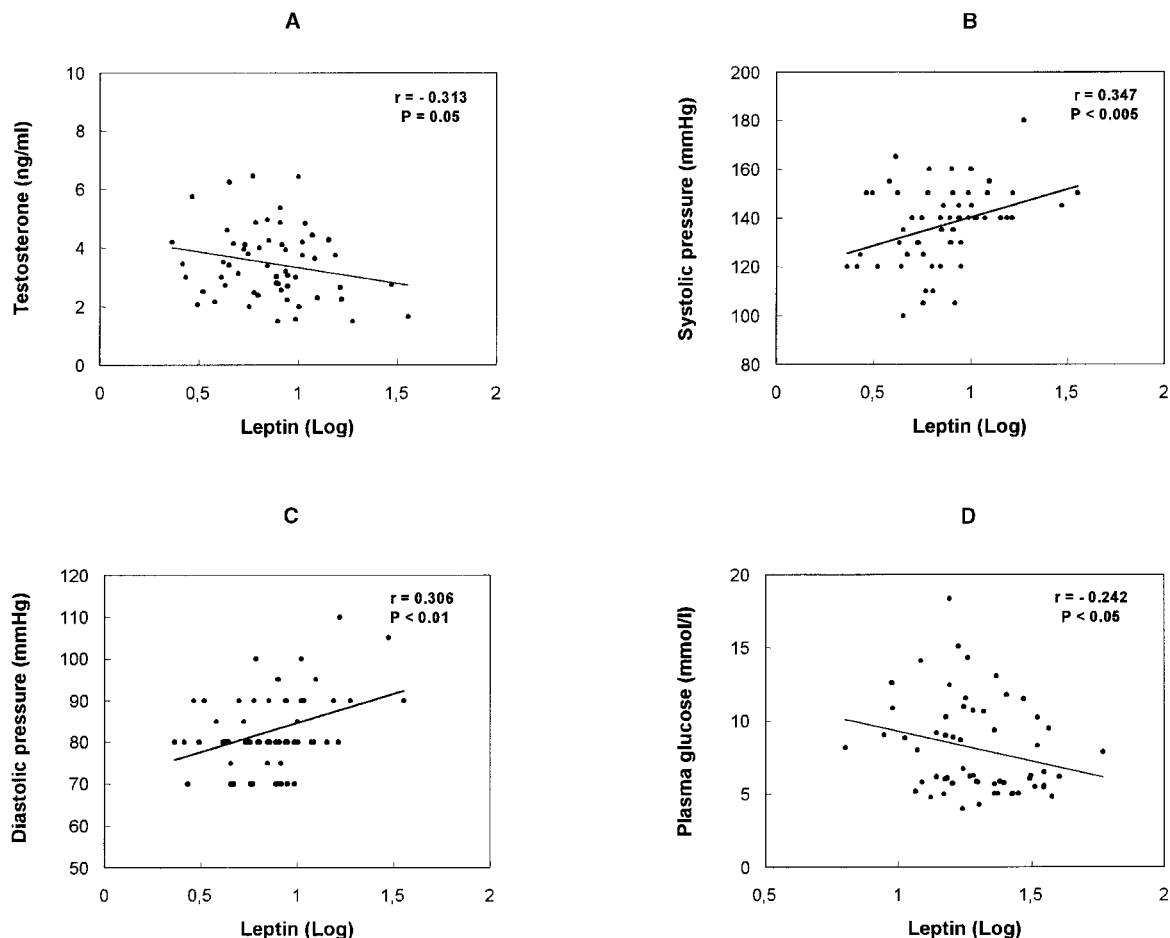 A
r = - 0.313
P = 0.05
Testosterone (ng/ml)
10
8
6
4
2
0
0
0,5
1
1,5
2
Leptin (Log)
B
r = 0.347
P < 0.005
Systolic pressure (mmHg)
200
180
160
140
120
100
80
0
0,5
1
1,5
2
Leptin (Log)
C
r = 0.306
P < 0.01
Diastolic pressure (mmHg)
120
110
100
90
80
70
60
50
0
0,5
1
1,5
2
Leptin (Log)
D
r = - 0.242
P < 0.05
Plasma glucose (mmol/l)
20
15
10
5
0
0,5
1
1,5
2
Leptin (Log)